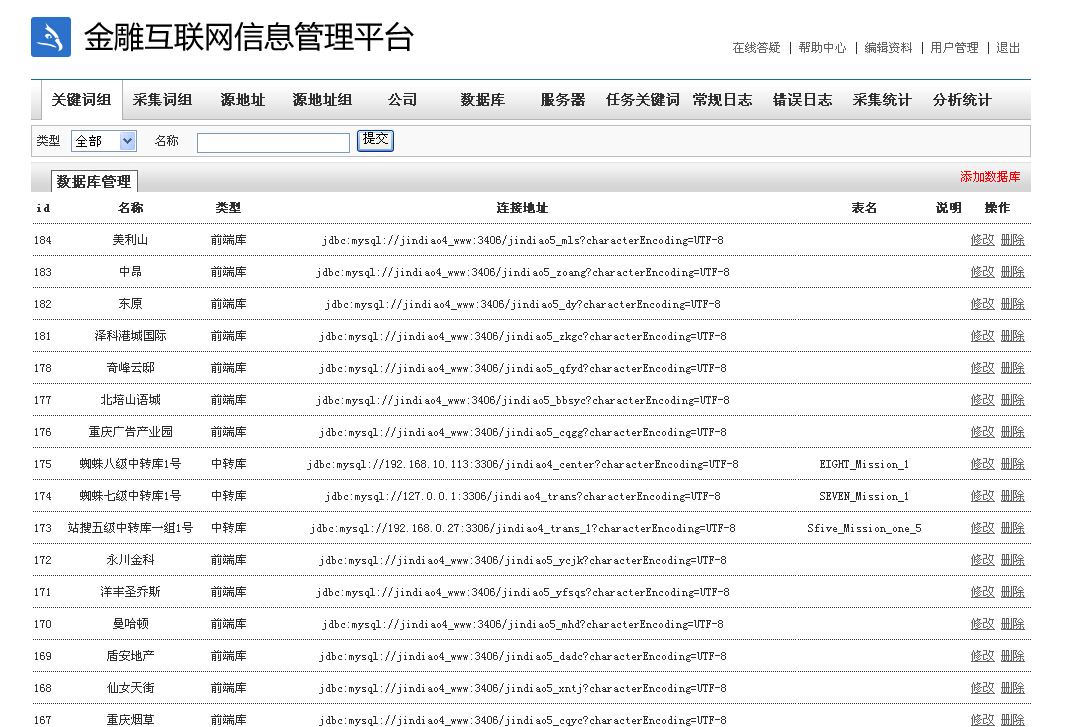 金雕互联网信息管理平台
在线答疑 | 帮助中心 | 编辑资料 | 用户管理 | 退出
关键词组 采集词组 源地址 源地址组 公司 数据库 服务器 任务关键词 常规日志 错误日志 采集统计 分析统计
类型 全部 名称 提交
数据库管理 添加数据库
id 名称 类型 连接地址 表名 说明 操作
184 美利山 前端库 jdbc:mysql://jindiao4_www:3406/jindiao5_mls?characterEncoding=UTF-8 修改 删除
183 中昂 前端库 jdbc:mysql://jindiao4_www:3406/jindiao5_zoang?characterEncoding=UTF-8 修改 删除
182 东原 前端库 jdbc:mysql://jindiao4_www:3406/jindiao5_dy?characterEncoding=UTF-8 修改 删除
181 泽科港城国际 前端库 jdbc:mysql://jindiao4_www:3406/jindiao5_zkgc?characterEncoding=UTF-8 修改 删除
178 奇峰云邸 前端库 jdbc:mysql://jindiao4_www:3406/jindiao5_qfyd?characterEncoding=UTF-8 修改 删除
177 北培山语城 前端库 jdbc:mysql://jindiao4_www:3406/jindiao5_bbsyc?characterEncoding=UTF-8 修改 删除
176 重庆广告产业园 前端库 jdbc:mysql://jindiao4_www:3406/jindiao5_cqgg?characterEncoding=UTF-8 修改 删除
175 蜘蛛八级中转库1号 中转库 jdbc:mysql://192.168.10.113:3306/jindiao4_center?characterEncoding=UTF-8 EIGHT_Mission_1 修改 删除
174 蜘蛛七级中转库1号 中转库 jdbc:mysql://127.0.0.1:3306/jindiao4_trans?characterEncoding=UTF-8 SEVEN_Mission_1 修改 删除
173 站搜五级中转库一组1号 中转库 jdbc:mysql://192.168.0.27:3306/jindiao4_trans_1?characterEncoding=UTF-8 Sfive_Mission_one_5 修改 删除
172 永川金科 前端库 jdbc:mysql://jindiao4_www:3406/jindiao5_ycjk?characterEncoding=UTF-8 修改 删除
171 洋丰圣乔斯 前端库 jdbc:mysql://jindiao4_www:3406/jindiao5_yfsqs?characterEncoding=UTF-8 修改 删除
170 曼哈顿 前端库 jdbc:mysql://jindiao4_www:3406/jindiao5_mhd?characterEncoding=UTF-8 修改 删除
169 盾安地产 前端库 jdbc:mysql://jindiao4_www:3406/jindiao5_dadc?characterEncoding=UTF-8 修改 删除
168 仙女天街 前端库 jdbc:mysql://jindiao4_www:3406/jindiao5_xntj?characterEncoding=UTF-8 修改 删除
167 重庆烟草 前端库 jdbc:mysql://jindiao4_www:3406/jindiao5_cqyc?characterEncoding=UTF-8 修改 删除